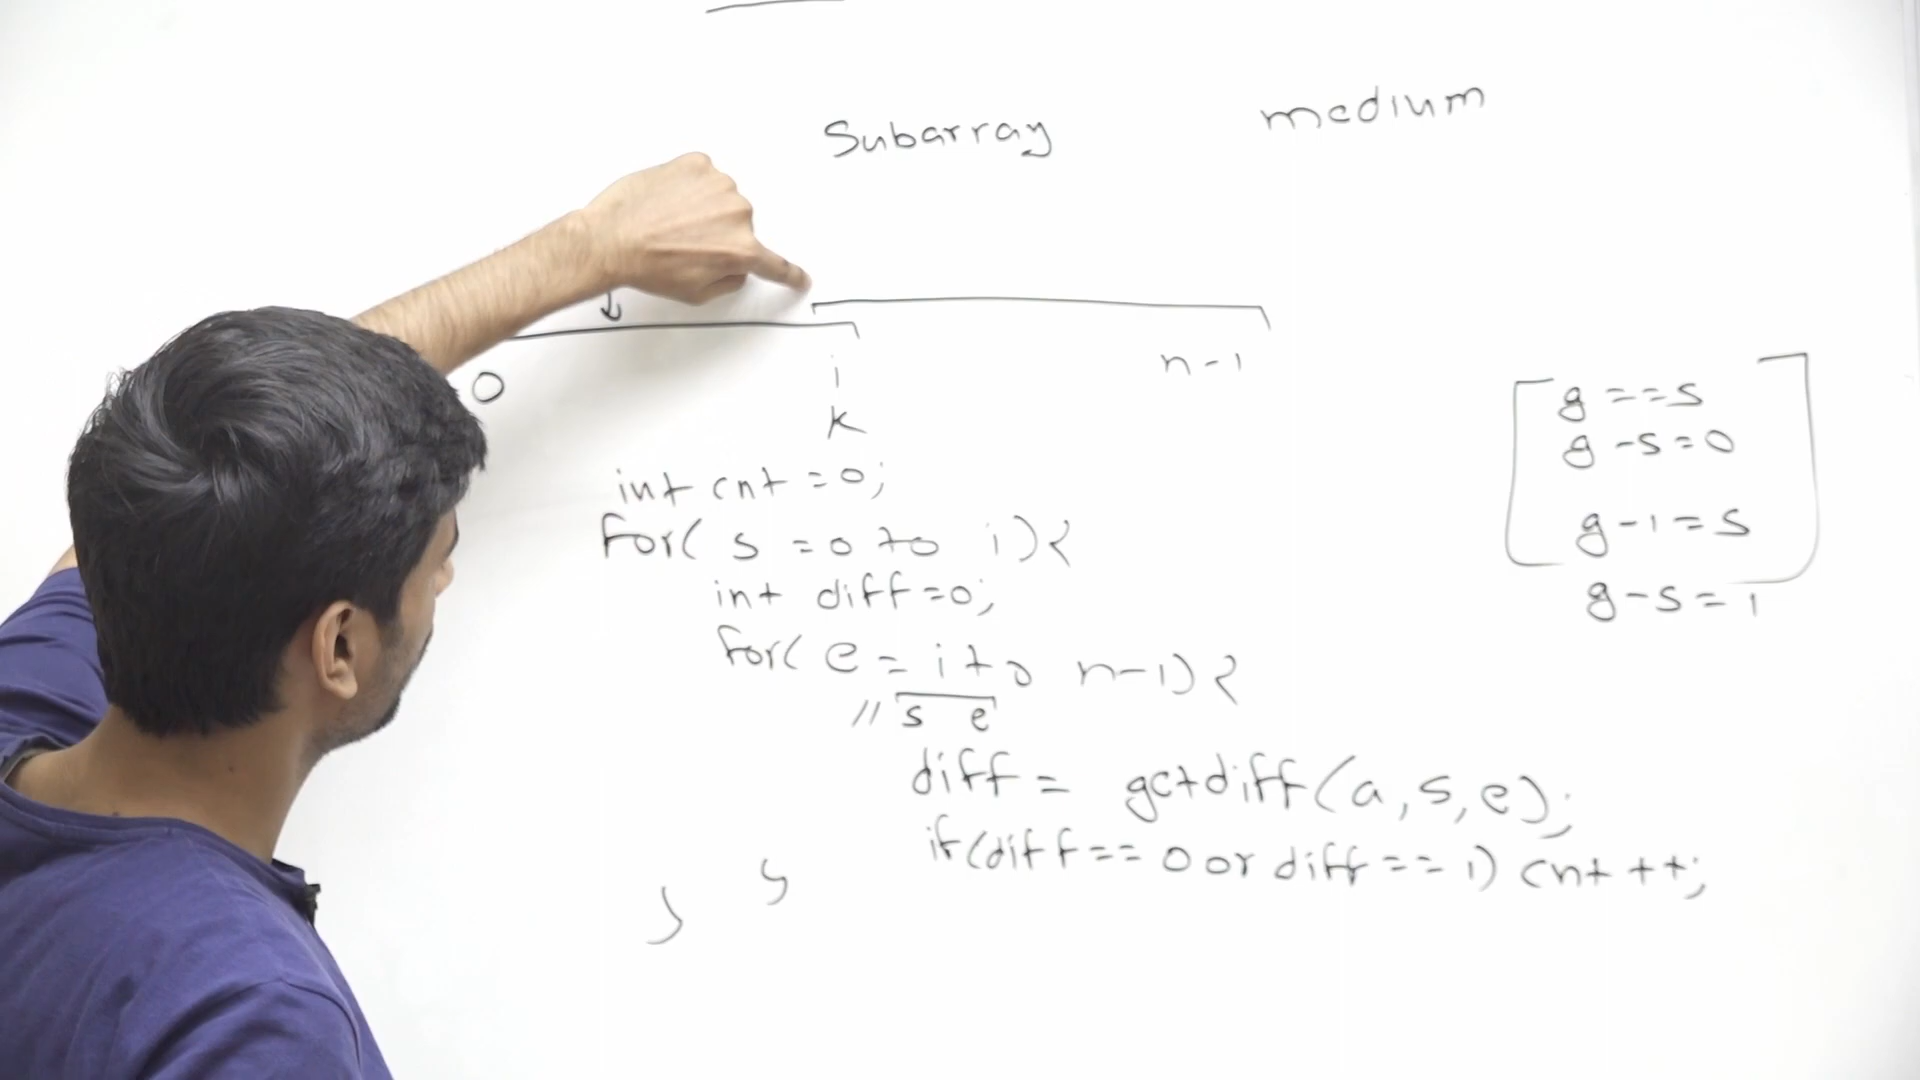 Subarray medium
0 i n-1
k
g==s
g-s=0
g-1=s
g-s=1
int cnt=0;
for( s=0 to i){
int diff=0;
for( e=i to n-1){
// s e
diff= getdiff(a,s,e);
if(diff==0 or diff==1) cnt++;
}
}